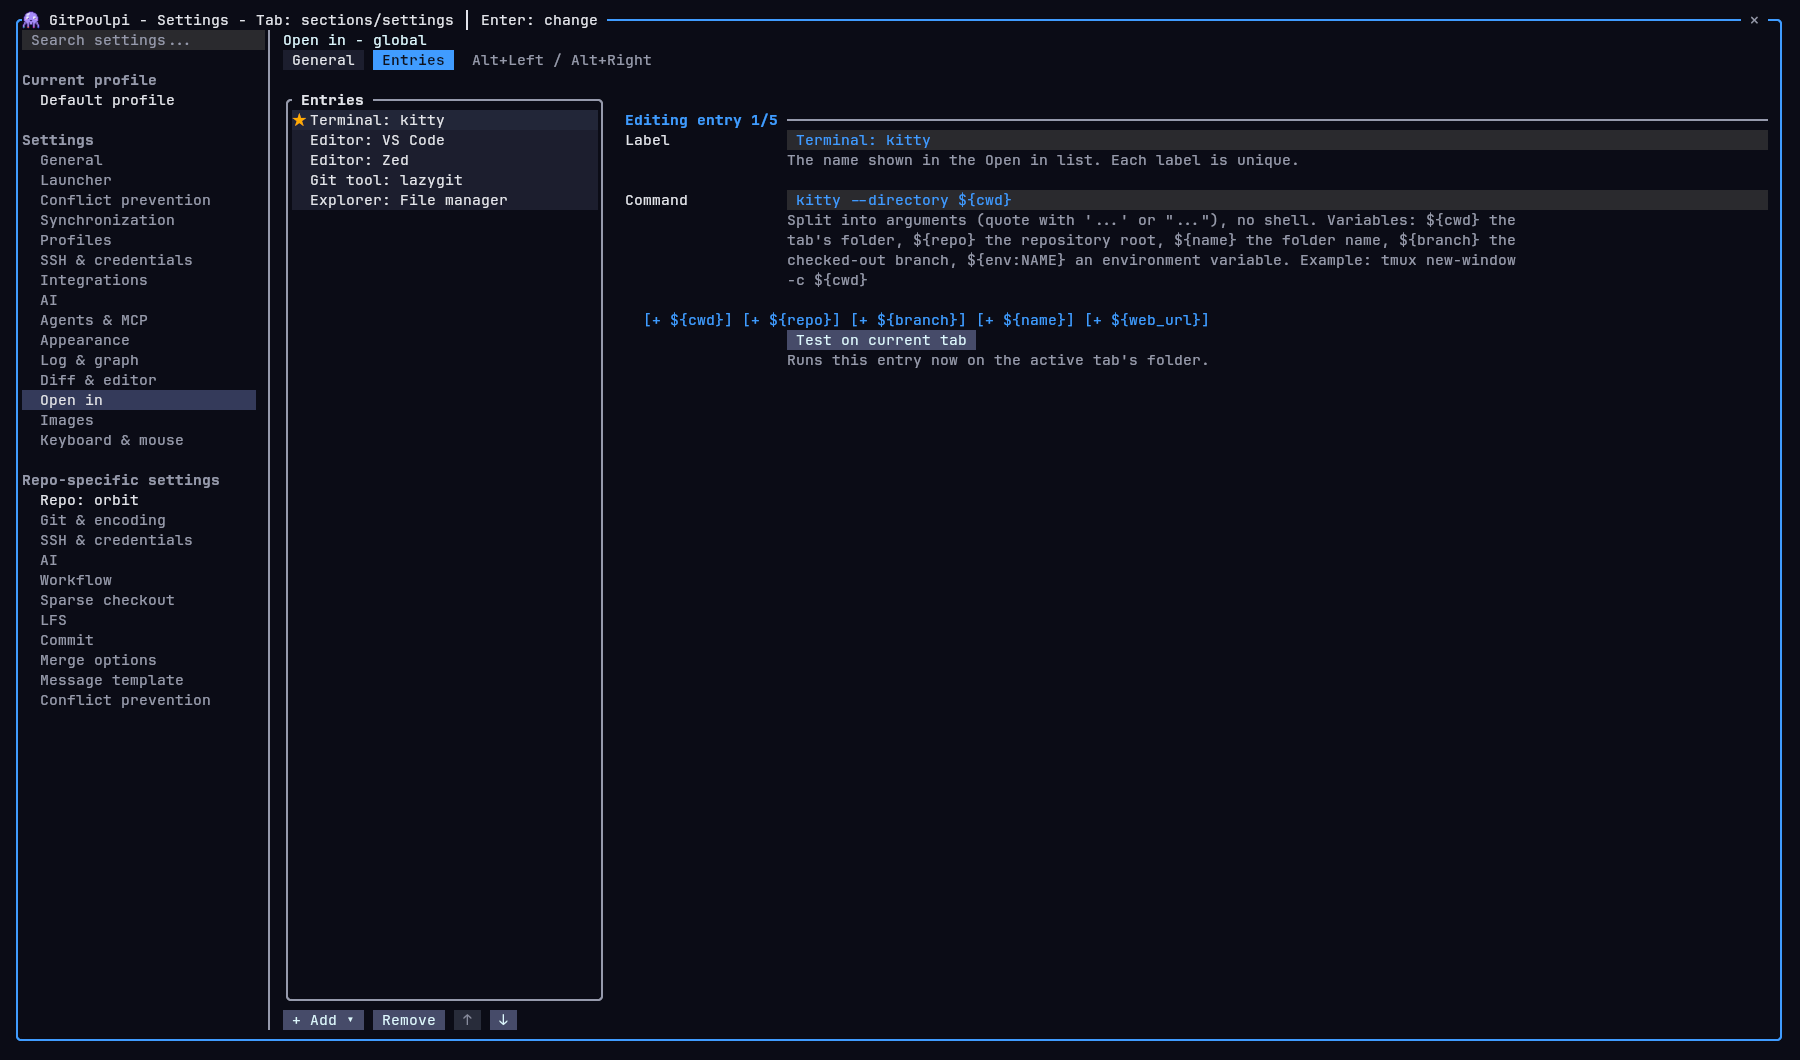 GitPoulpi - Settings - Tab: sections/settings | Enter: change ×
Search settings...
Current profile
Default profile
Settings
General
Launcher
Conflict prevention
Synchronization
Profiles
SSH & credentials
Integrations
AI
Agents & MCP
Appearance
Log & graph
Diff & editor
Open in
Images
Keyboard & mouse
Repo-specific settings
Repo: orbit
Git & encoding
SSH & credentials
AI
Workflow
Sparse checkout
LFS
Commit
Merge options
Message template
Conflict prevention
Open in - global
General Entries Alt+Left / Alt+Right
Entries
★ Terminal: kitty
Editor: VS Code
Editor: Zed
Git tool: lazygit
Explorer: File manager
+ Add ▾ Remove ↑ ↓
Editing entry 1/5
Label Terminal: kitty
The name shown in the Open in list. Each label is unique.
Command kitty --directory ${cwd}
Split into arguments (quote with '...' or "..."), no shell. Variables: ${cwd} the
tab's folder, ${repo} the repository root, ${name} the folder name, ${branch} the
checked-out branch, ${env:NAME} an environment variable. Example: tmux new-window
-c ${cwd}
[+ ${cwd}] [+ ${repo}] [+ ${branch}] [+ ${name}] [+ ${web_url}]
Test on current tab
Runs this entry now on the active tab's folder.